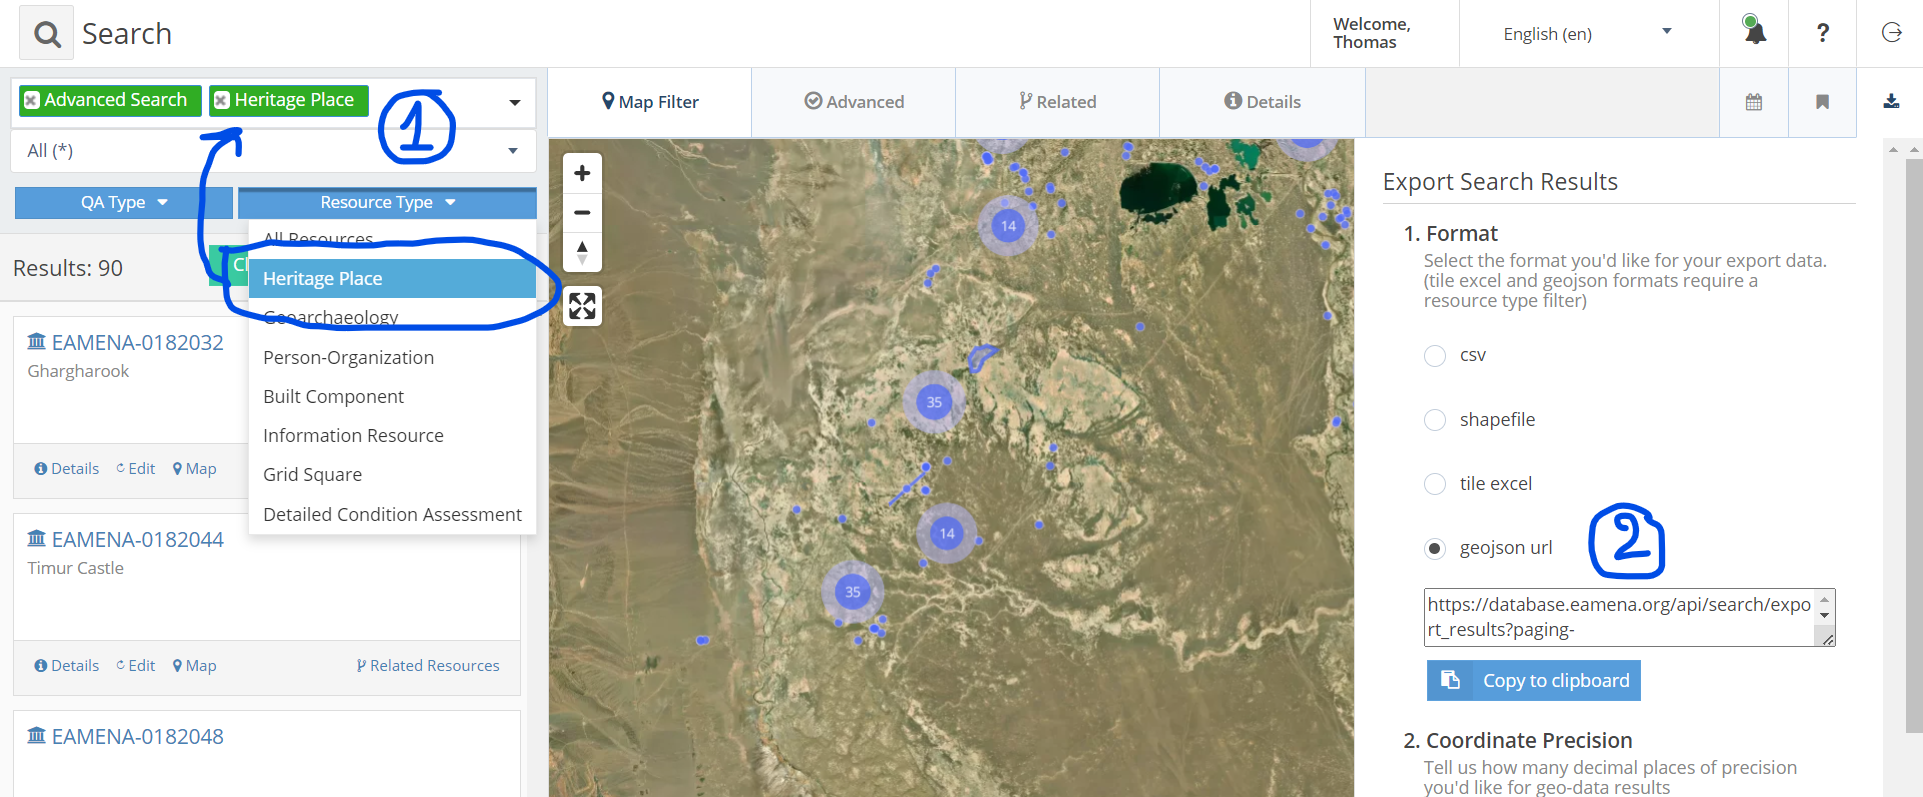 Search
Welcome,
Thomas
English (en)
?
Advanced Search
Heritage Place
1
All (*)
QA Type
Resource Type
All Resources
Heritage Place
Geoarchaeology
Person-Organization
Built Component
Information Resource
Grid Square
Detailed Condition Assessment
Results: 90
EAMENA-0182032
Ghargharook
Details Edit Map
EAMENA-0182044
Timur Castle
Details Edit Map Related Resources
EAMENA-0182048
Map Filter
Advanced
Related
Details
14
35
14
35
Export Search Results
1. Format
Select the format you'd like for your export data.
(tile excel and geojson formats require a
resource type filter)
csv
shapefile
tile excel
geojson url
2
https://database.eamena.org/api/search/expo
rt_results?paging-
Copy to clipboard
2. Coordinate Precision
Tell us how many decimal places of precision
you'd like for geo-data results